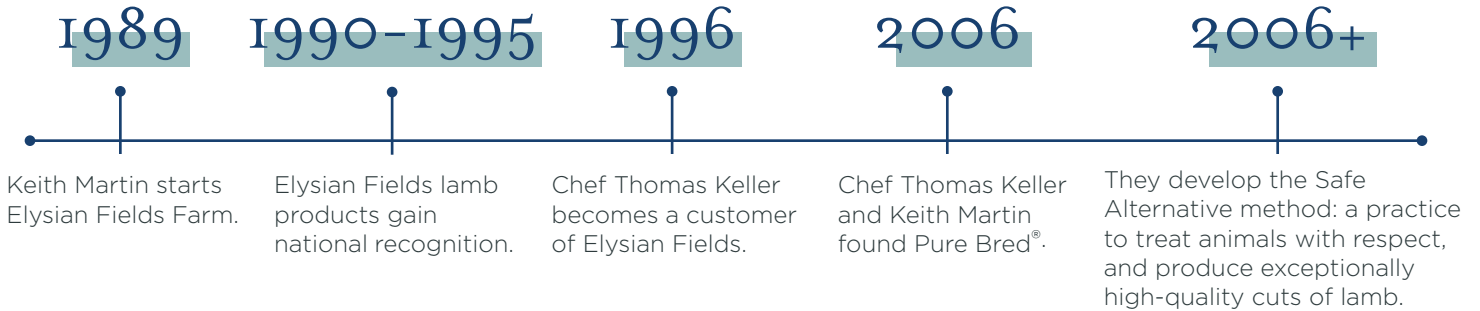 1989
Keith Martin starts
Elysian Fields Farm.
1990–1995
Elysian Fields lamb
products gain
national recognition.
1996
Chef Thomas Keller
becomes a customer
of Elysian Fields.
2006
Chef Thomas Keller
and Keith Martin
found Pure Bred®.
2006+
They develop the Safe
Alternative method: a practice
to treat animals with respect,
and produce exceptionally
high-quality cuts of lamb.